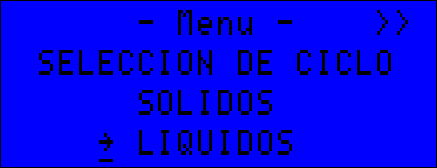 - Menu - >>
SELECCION DE CICLO
SOLIDOS
→ LIQUIDOS